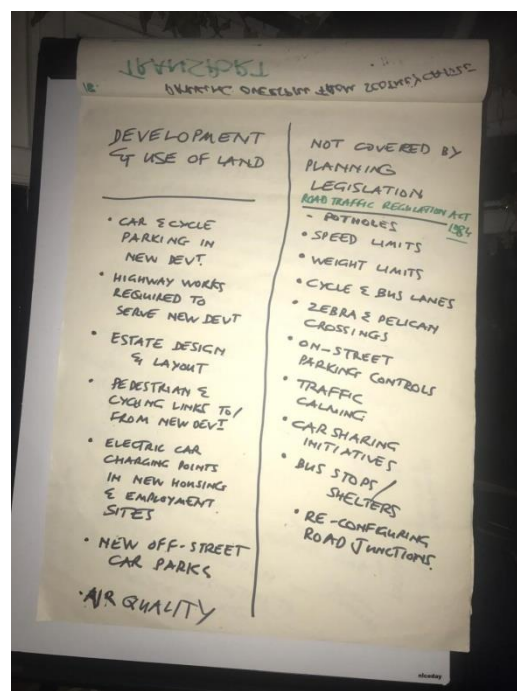 TRANSPORT
18.
DEVELOPMENT
& USE OF LAND
• CAR & CYCLE
PARKING IN
NEW DEVT.
• HIGHWAY WORKS
REQUIRED TO
SERVE NEW DEVT
• ESTATE DESIGN
& LAYOUT
• PEDESTRIAN &
CYCLING LINKS TO/
FROM NEW DEVT
• ELECTRIC CAR
CHARGING POINTS
IN NEW HOUSING
& EMPLOYMENT
SITES
• NEW OFF-STREET
CAR PARKS
• AIR QUALITY
NOT COVERED BY
PLANNING
LEGISLATION
ROAD TRAFFIC REGULATION ACT
1984
- POTHOLES
• SPEED LIMITS
• WEIGHT LIMITS
• CYCLE & BUS LANES
• ZEBRA & PELICAN
CROSSINGS
• ON-STREET
PARKING CONTROLS
• TRAFFIC
CALMING
• CAR SHARING
INITIATIVES
• BUS STOPS/
SHELTERS
• RE-CONFIGURING
ROAD JUNCTIONS.